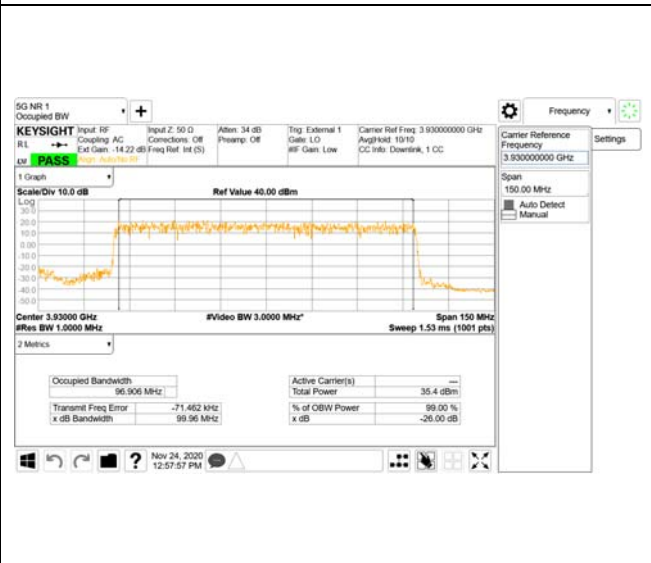 5G NR 1
Occupied BW
Frequency
KEYSIGHT
RL
PASS
Input: RF
Coupling: AC
Ext Gain: -14.22 dB
Align: Auto/No RF
Input Z: 50 Ω
Corrections: Off
Freq Ref: Int (S)
Atten: 34 dB
Preamp: Off
Trig: External 1
Gate: LO
#IF Gain: Low
Carrier Ref Freq: 3.930000000 GHz
Avg|Hold: 10/10
CC Info: Downlink, 1 CC
Carrier Reference
Frequency
3.930000000 GHz
Settings
Span
150.00 MHz
Auto Detect
Manual
1 Graph
Scale/Div 10.0 dB
Ref Value 40.00 dBm
Log
30.0
20.0
10.0
0.00
-10.0
-20.0
-30.0
-40.0
-50.0
Center 3.93000 GHz
#Video BW 3.0000 MHz*
Span 150 MHz
#Res BW 1.0000 MHz
Sweep 1.53 ms (1001 pts)
2 Metrics
Occupied Bandwidth
96.906 MHz
Transmit Freq Error -71.462 kHz
x dB Bandwidth 99.96 MHz
Active Carrier(s) ---
Total Power 35.4 dBm
% of OBW Power 99.00 %
x dB -26.00 dB
Nov 24, 2020
12:57:57 PM